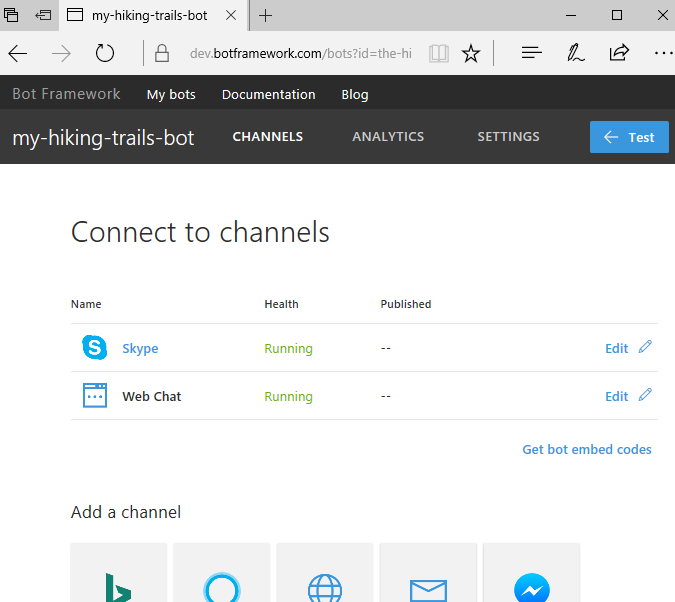 my-hiking-trails-bot
dev.botframework.com/bots?id=the-hi
Bot Framework My bots Documentation Blog
my-hiking-trails-bot CHANNELS ANALYTICS SETTINGS Test
Connect to channels
Name Health Published
Skype Running -- Edit
Web Chat Running -- Edit
Get bot embed codes
Add a channel